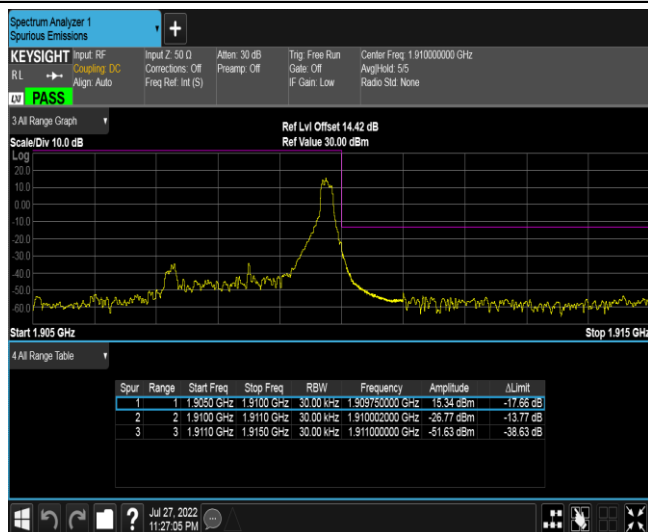 Spectrum Analyzer 1
Spurious Emissions
+
KEYSIGHT Input: RF Input Z: 50 Ω Atten: 30 dB Trig: Free Run Center Freq: 1.910000000 GHz
RL Coupling: DC Corrections: Off Preamp: Off Gate: Off Avg|Hold: 5/5
Align: Auto Freq Ref: Int (S) IF Gain: Low Radio Std: None
LXI PASS
3 All Range Graph
Ref Lvl Offset 14.42 dB
Scale/Div 10.0 dB Ref Value 30.00 dBm
Log
20.0
10.0
0.00
-10.0
-20.0
-30.0
-40.0
-50.0
-60.0
Start 1.905 GHz Stop 1.915 GHz
4 All Range Table
Spur Range Start Freq Stop Freq RBW Frequency Amplitude ΔLimit
1 1 1.9050 GHz 1.9100 GHz 30.00 kHz 1.909750000 GHz 15.34 dBm -17.66 dB
2 2 1.9100 GHz 1.9110 GHz 30.00 kHz 1.910002000 GHz -26.77 dBm -13.77 dB
3 3 1.9110 GHz 1.9150 GHz 30.00 kHz 1.911000000 GHz -51.63 dBm -38.63 dB
? Jul 27, 2022
11:27:05 PM